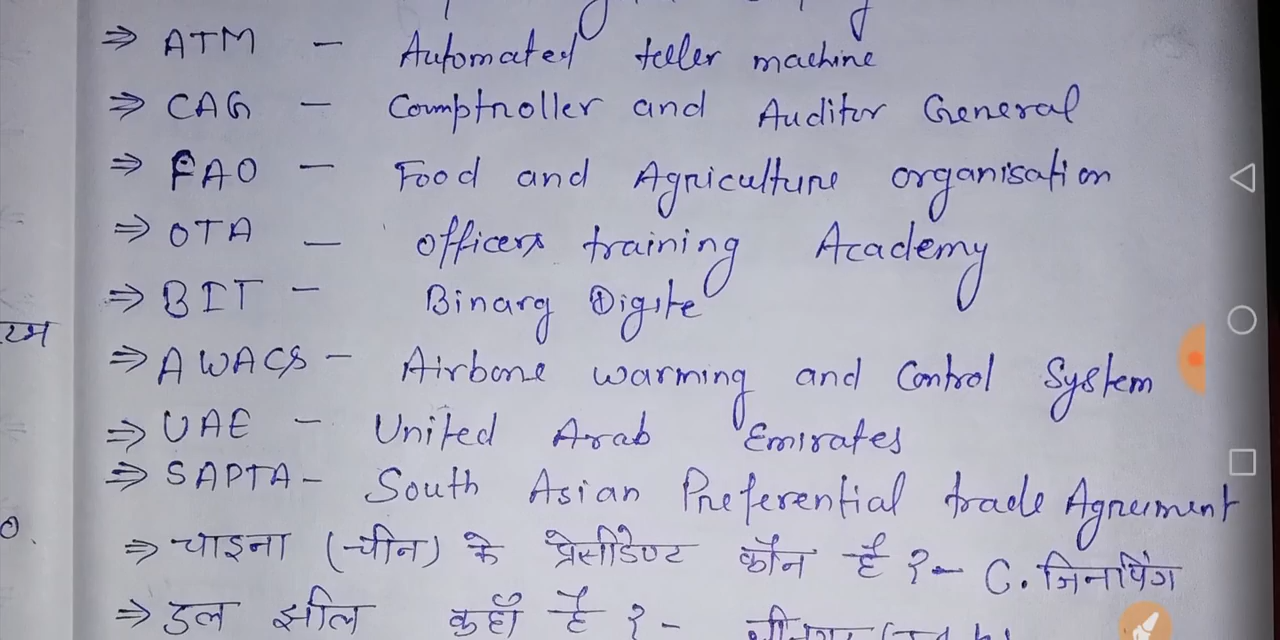 ⇒ ATM - Automated teller machine
⇒ CAG - Comptroller and Auditor General
⇒ FAO - Food and Agriculture organisation
⇒ OTA - officers training Academy
⇒ BIT - Binary Digite
⇒ AWACS - Airbone warming and Control System
⇒ UAE - United Arab Emirates
⇒ SAPTA - South Asian Preferential trade Agreement
⇒ चाइना (चीन) के प्रेसीडेण्ट कौन है ? - C. जिनपिंग
⇒ डल झील कहाँ है ? -